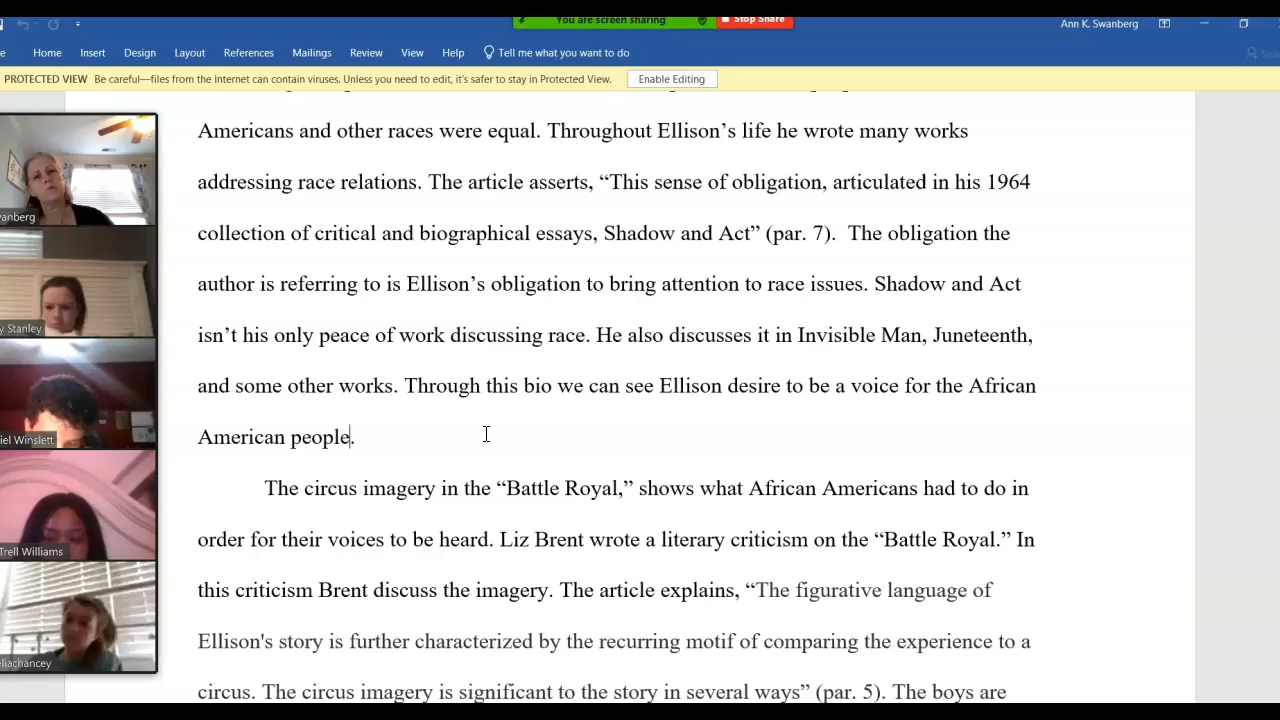 You are screen sharing Stop Share
Ann K. Swanberg
Home Insert Design Layout References Mailings Review View Help Tell me what you want to do
PROTECTED VIEW Be careful—files from the Internet can contain viruses. Unless you need to edit, it's safer to stay in Protected View. Enable Editing
Americans and other races were equal. Throughout Ellison’s life he wrote many works
addressing race relations. The article asserts, “This sense of obligation, articulated in his 1964
collection of critical and biographical essays, Shadow and Act” (par. 7).  The obligation the
author is referring to is Ellison’s obligation to bring attention to race issues. Shadow and Act
isn’t his only peace of work discussing race. He also discusses it in Invisible Man, Juneteenth,
and some other works. Through this bio we can see Ellison desire to be a voice for the African
American people.
The circus imagery in the “Battle Royal,” shows what African Americans had to do in
order for their voices to be heard. Liz Brent wrote a literary criticism on the “Battle Royal.” In
this criticism Brent discuss the imagery. The article explains, “The figurative language of
Ellison's story is further characterized by the recurring motif of comparing the experience to a
circus. The circus imagery is significant to the story in several ways” (par. 5). The boys are
wanberg
y Stanley
iel Winslett
Trell Williams
eliachancey